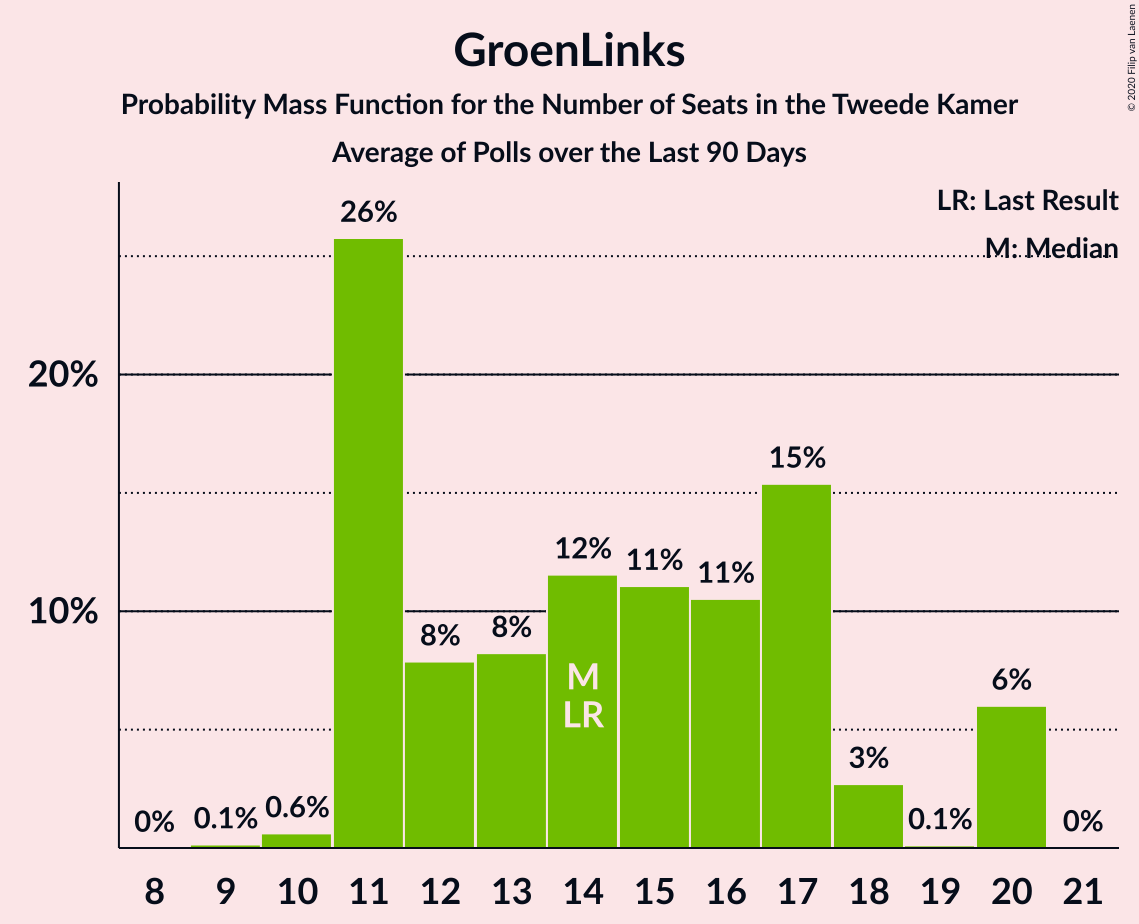 GroenLinks
Probability Mass Function for the Number of Seats in the Tweede Kamer
Average of Polls over the Last 90 Days
© 2020 Filip van Laenen
LR: Last Result
M: Median
20%
10%
0%
0.1%
0.6%
26%
8%
8%
12%
11%
11%
15%
3%
0.1%
6%
0%
M
LR
8 9 10 11 12 13 14 15 16 17 18 19 20 21